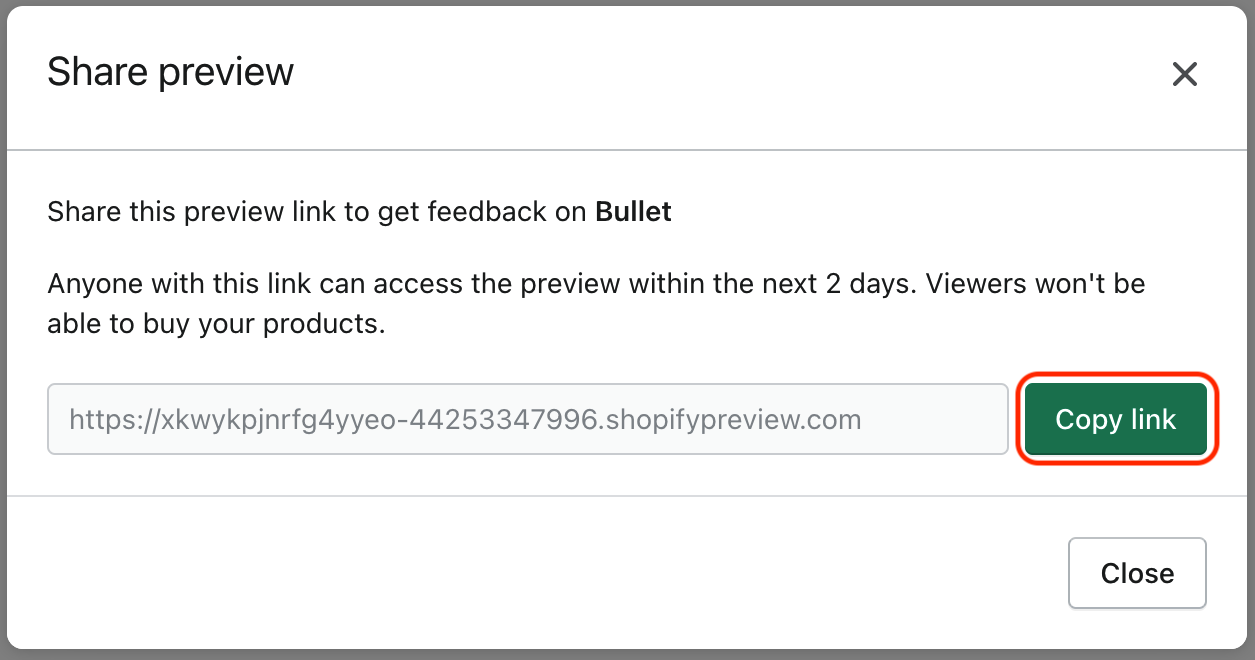 Share preview
Share this preview link to get feedback on Bullet
Anyone with this link can access the preview within the next 2 days. Viewers won't be
able to buy your products.
https://xkwykpjnrfg4yyeo-44253347996.shopifypreview.com
Copy link
Close